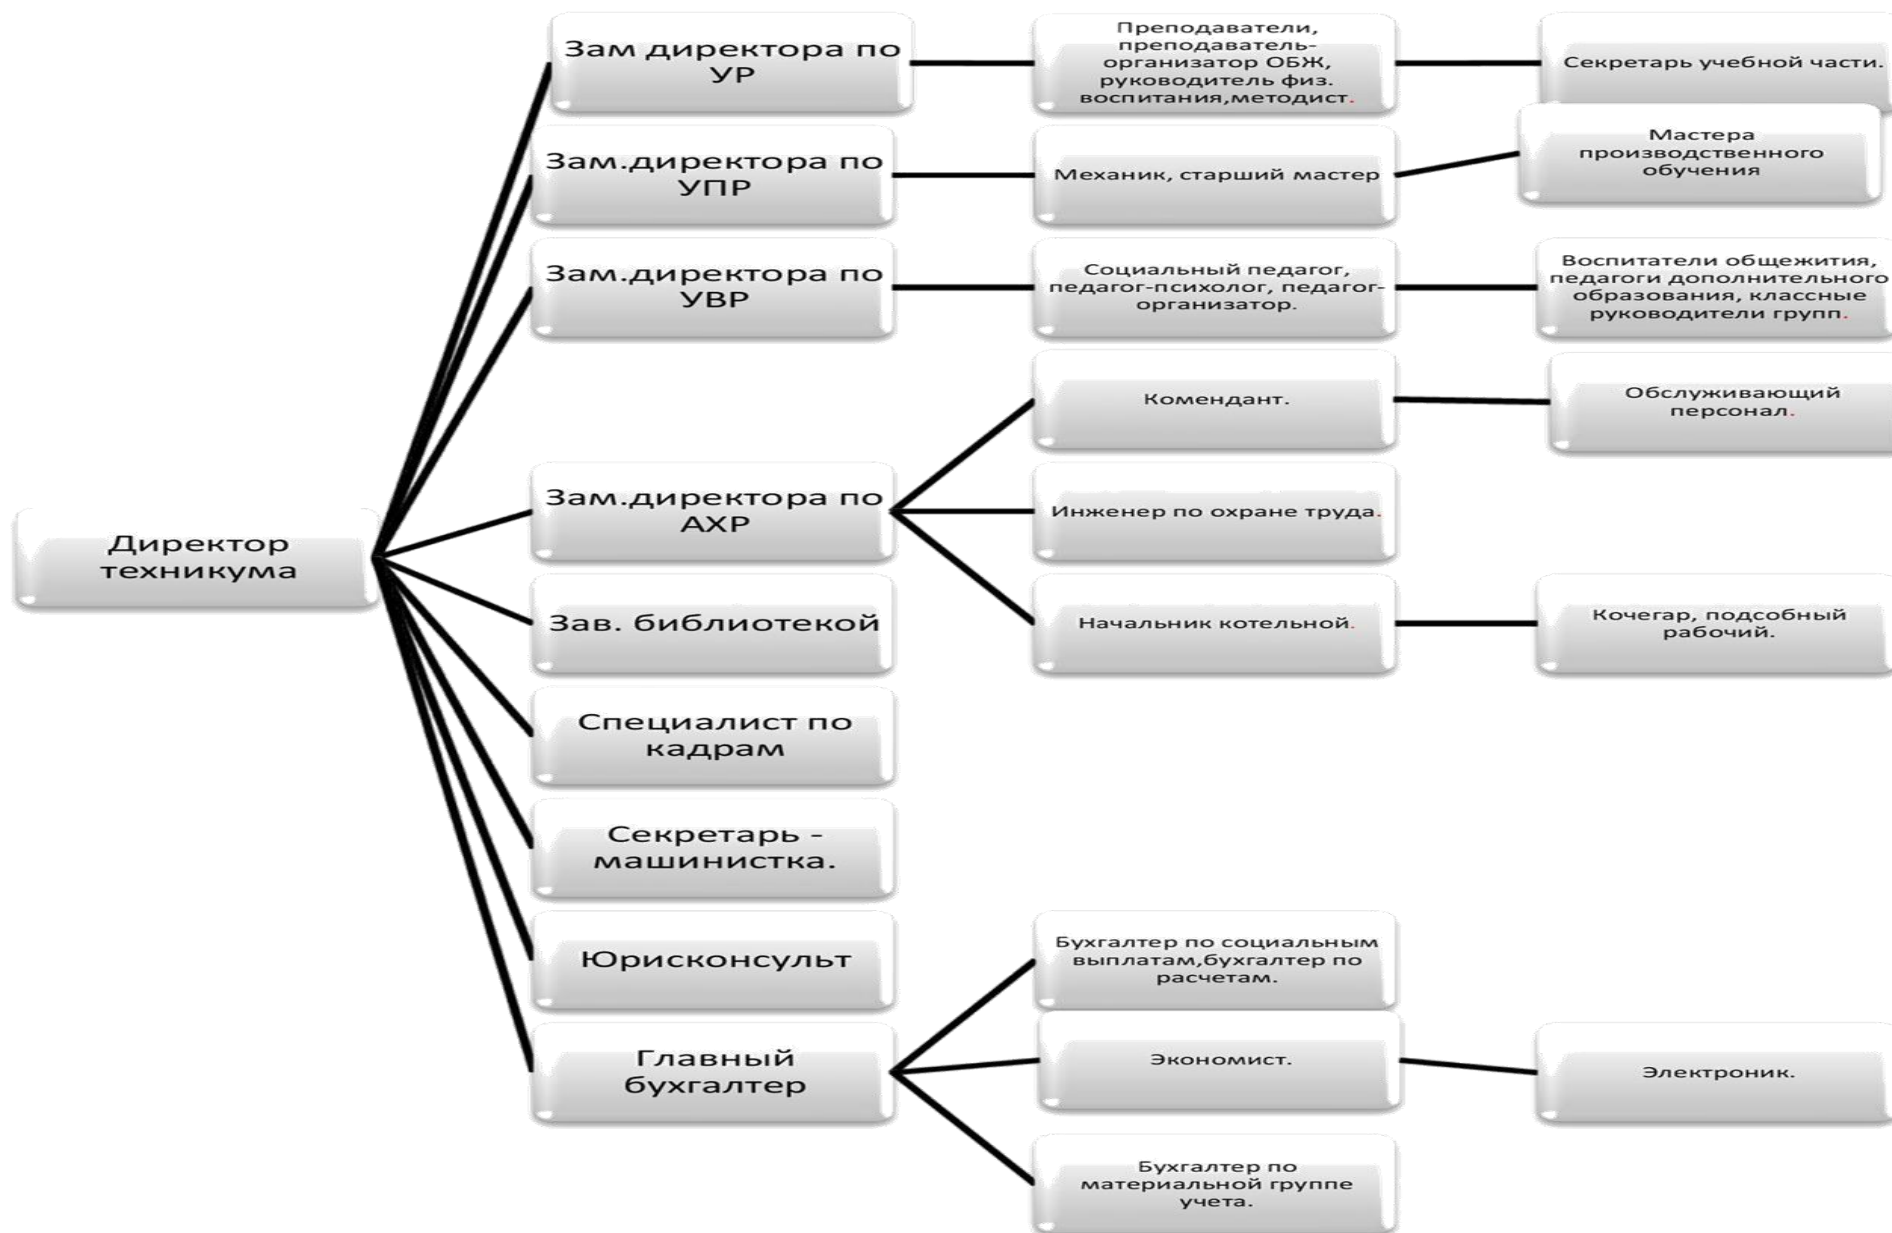 Зам директора по
УР
Преподаватели,
преподаватель-
организатор ОБЖ,
руководитель физ.
воспитания,методист.
Секретарь учебной части.
Зам.директора по
УПР
Механик, старший мастер
Мастера
производственного
обучения
Зам.директора по
УВР
Социальный педагог,
педагог-психолог, педагог-
организатор.
Воспитатели общежития,
педагоги дополнительного
образования, классные
руководители групп.
Комендант.
Обслуживающий
персонал.
Директор
техникума
Зам.директора по
АХР
Инженер по охране труда.
Зав. библиотекой
Начальник котельной.
Кочегар, подсобный
рабочий.
Специалист по
кадрам
Секретарь -
машинистка.
Юрисконсульт
Бухгалтер по социальным
выплатам,бухгалтер по
расчетам.
Главный
бухгалтер
Экономист.
Электроник.
Бухгалтер по
материальной группе
учета.